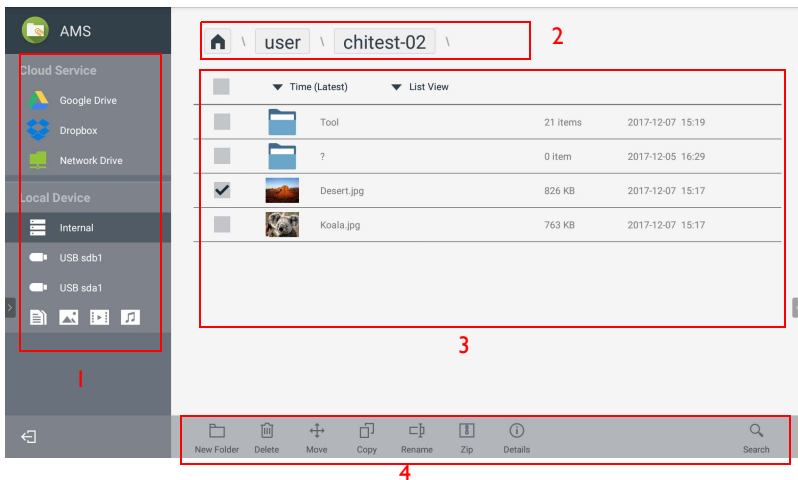 AMS
Cloud Service
Google Drive
Dropbox
Network Drive
Local Device
Internal
USB sdb1
USB sda1
1
\ user \ chitest-02 \
2
Time (Latest) List View
Tool 21 items 2017-12-07 15:19
? 0 item 2017-12-05 16:29
Desert.jpg 826 KB 2017-12-07 15:17
Koala.jpg 763 KB 2017-12-07 15:17
3
New Folder Delete Move Copy Rename Zip Details Search
4